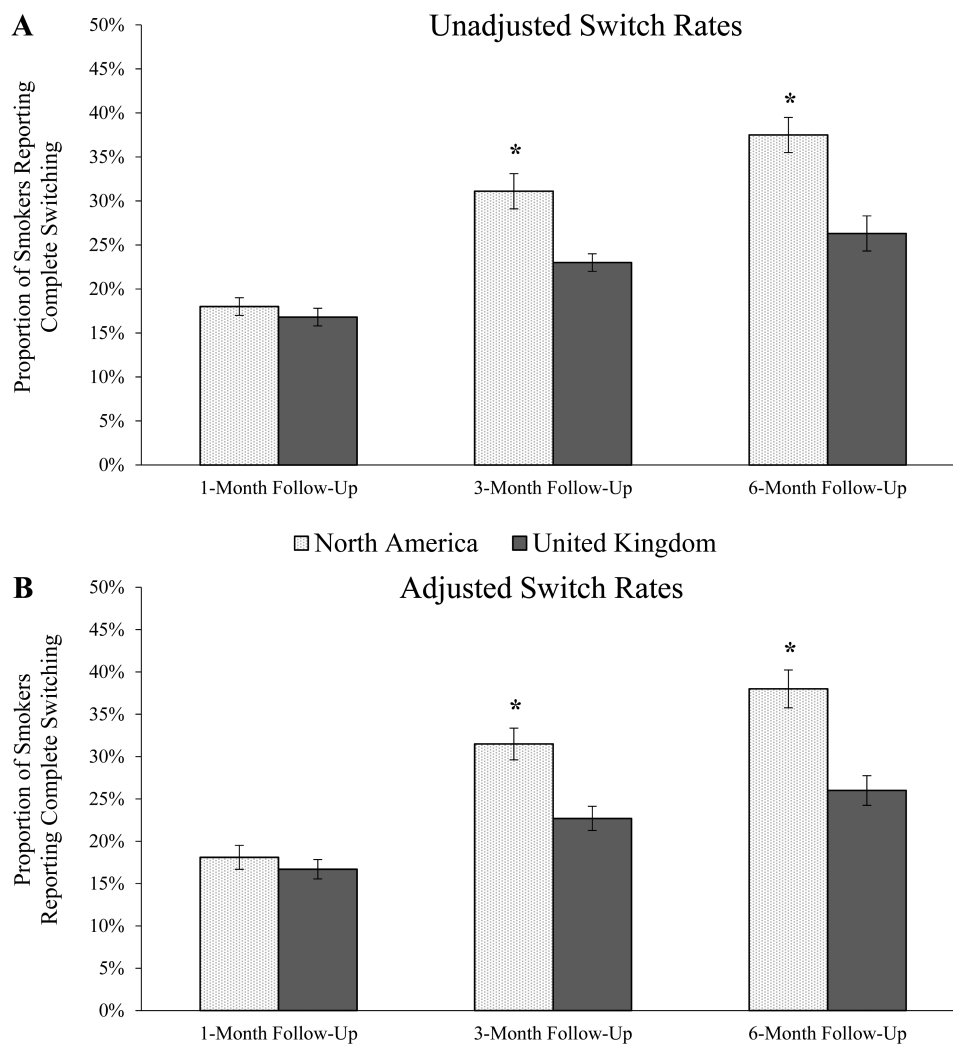 A
Unadjusted Switch Rates
Proportion of Smokers Reporting
Complete Switching
50%
45%
40%
35%
30%
25%
20%
15%
10%
5%
0%
*
*
1-Month Follow-Up
3-Month Follow-Up
6-Month Follow-Up
North America
United Kingdom
B
Adjusted Switch Rates
Proportion of Smokers
Reporting Complete Switching
50%
45%
40%
35%
30%
25%
20%
15%
10%
5%
0%
*
*
1-Month Follow-Up
3-Month Follow-Up
6-Month Follow-Up